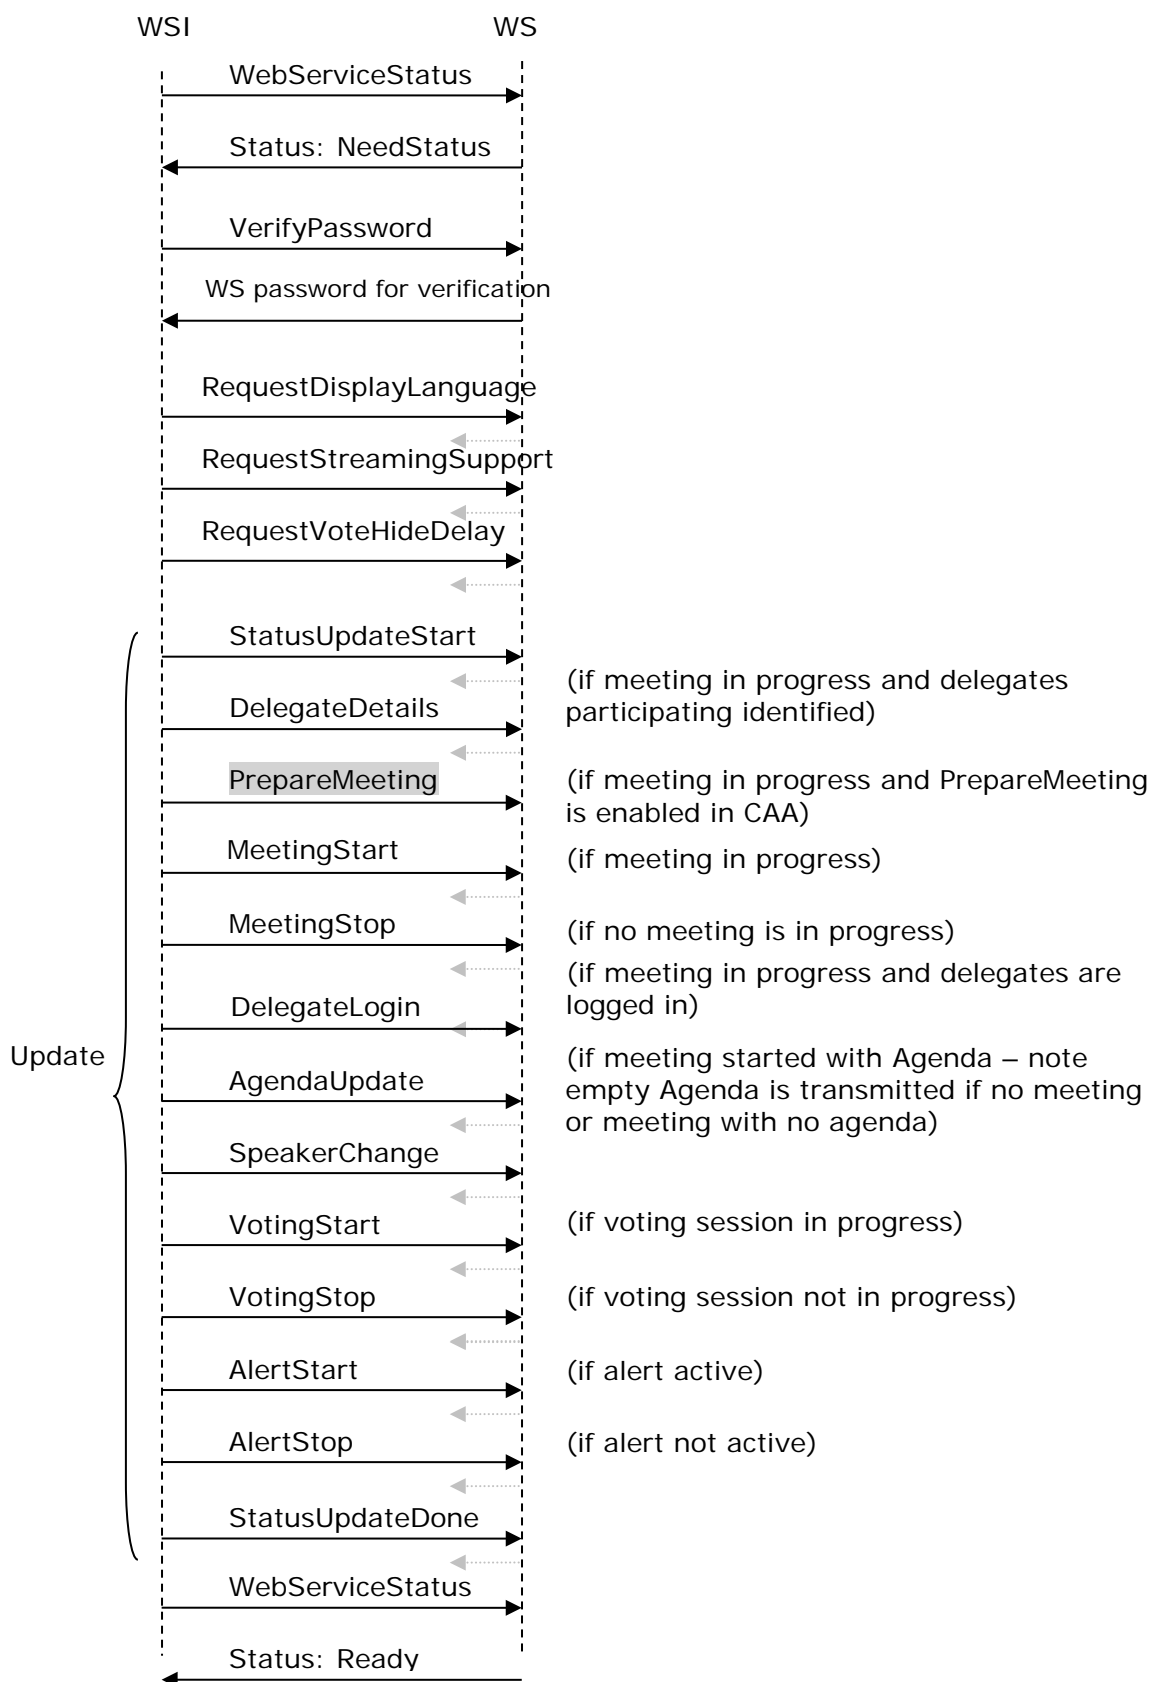 WSI WS
WebServiceStatus
Status: NeedStatus
VerifyPassword
WS password for verification
RequestDisplayLanguage
RequestStreamingSupport
RequestVoteHideDelay
StatusUpdateStart
(if meeting in progress and delegates
participating identified)
DelegateDetails
PrepareMeeting
(if meeting in progress and PrepareMeeting
is enabled in CAA)
MeetingStart
(if meeting in progress)
MeetingStop
(if no meeting is in progress)
(if meeting in progress and delegates are
logged in)
DelegateLogin
Update
(if meeting started with Agenda – note
empty Agenda is transmitted if no meeting
or meeting with no agenda)
AgendaUpdate
SpeakerChange
VotingStart
(if voting session in progress)
VotingStop
(if voting session not in progress)
AlertStart
(if alert active)
AlertStop
(if alert not active)
StatusUpdateDone
WebServiceStatus
Status: Ready